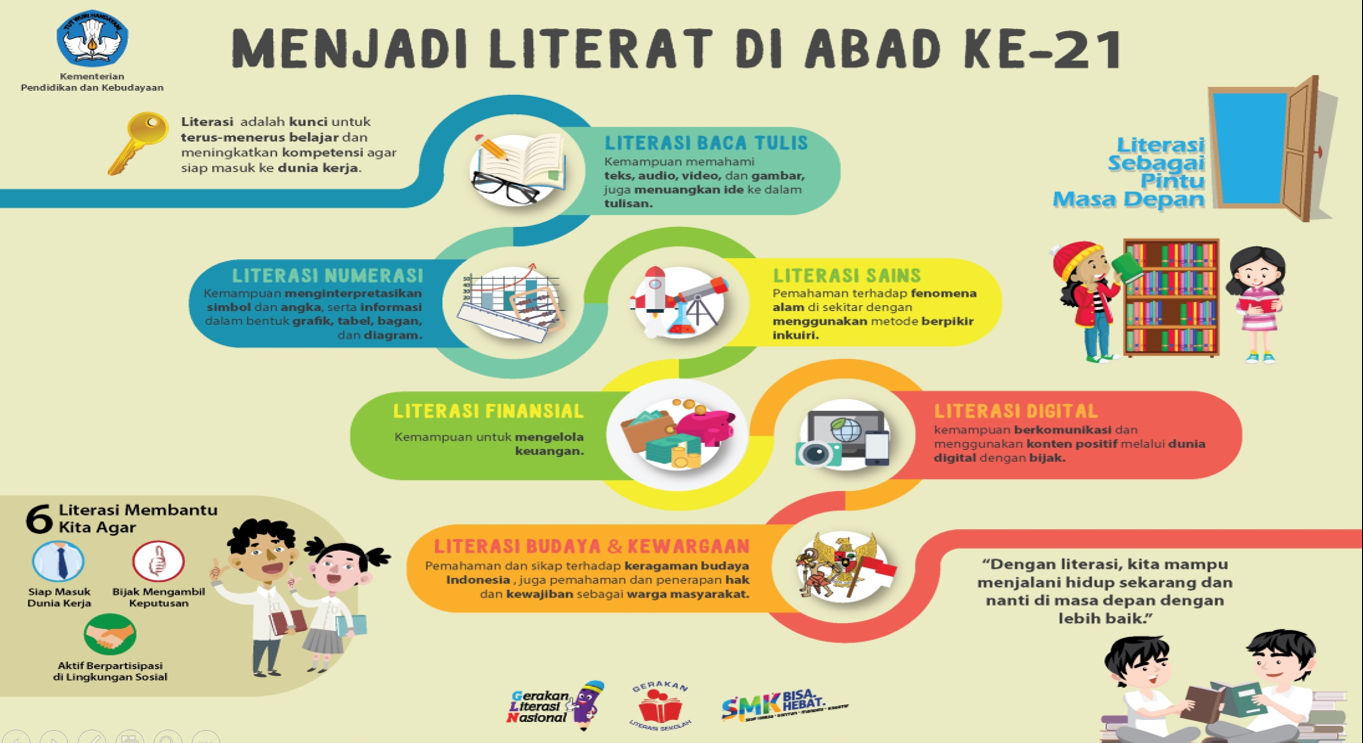 MENJADI LITERAT DI ABAD KE-21
TUT WURI HANDAYANI
Kementerian
Pendidikan dan Kebudayaan
Literasi adalah kunci untuk
terus-menerus belajar dan
meningkatkan kompetensi agar
siap masuk ke dunia kerja.
LITERASI BACA TULIS
Kemampuan memahami
teks, audio, video, dan gambar,
juga menuangkan ide ke dalam
tulisan.
Literasi
Sebagai
Pintu
Masa Depan
LITERASI NUMERASI
Kemampuan menginterpretasikan
simbol dan angka, serta informasi
dalam bentuk grafik, tabel, bagan,
dan diagram.
50
40
30
20
LITERASI SAINS
Pemahaman terhadap fenomena
alam di sekitar dengan
menggunakan metode berpikir
inkuiri.
LITERASI FINANSIAL
Kemampuan untuk mengelola
keuangan.
LITERASI DIGITAL
kemampuan berkomunikasi dan
menggunakan konten positif melalui dunia
digital dengan bijak.
6 Literasi Membantu
Kita Agar
Siap Masuk
Dunia Kerja
Bijak Mengambil
Keputusan
Aktif Berpartisipasi
di Lingkungan Sosial
LITERASI BUDAYA & KEWARGAAN
Pemahaman dan sikap terhadap keragaman budaya
Indonesia , juga pemahaman dan penerapan hak
dan kewajiban sebagai warga masyarakat.
“Dengan literasi, kita mampu
menjalani hidup sekarang dan
nanti di masa depan dengan
lebih baik.”
Gerakan
Literasi
Nasional
GERAKAN
LITERASI SEKOLAH
SMK BISA.
HEBAT.